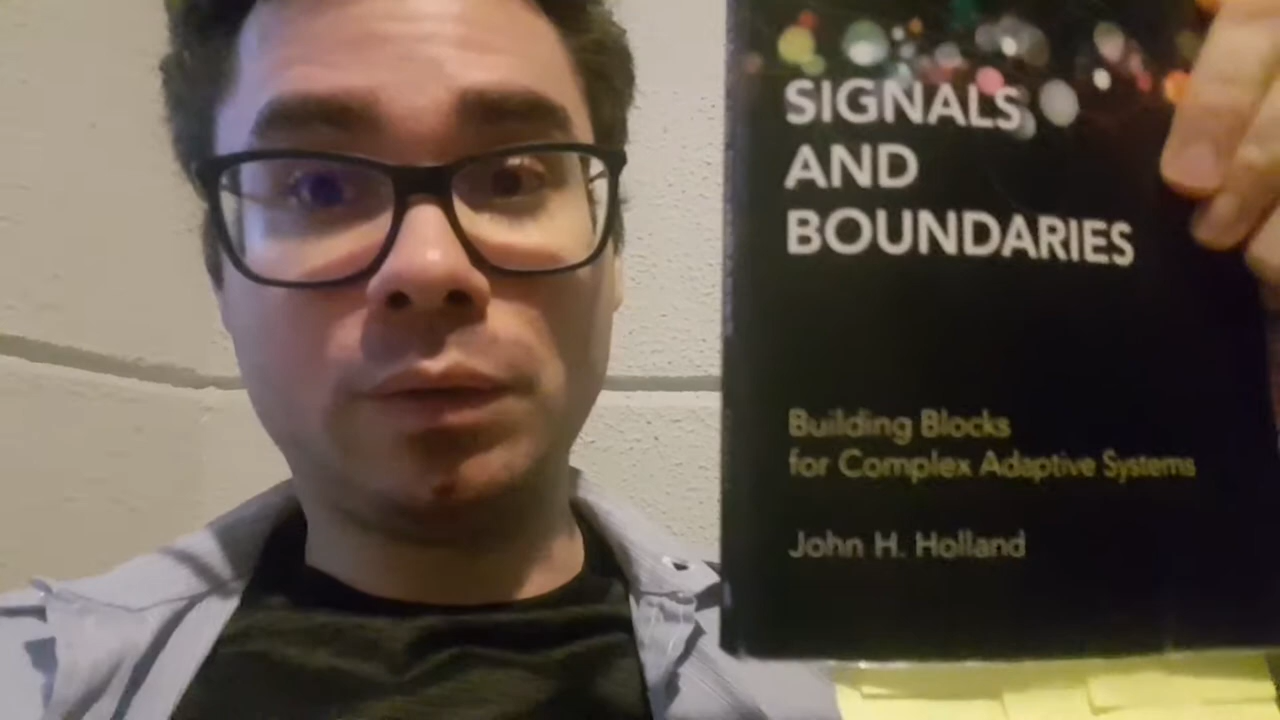 SIGNALS
AND
BOUNDARIES
Building Blocks
for Complex Adaptive Systems
John H. Holland